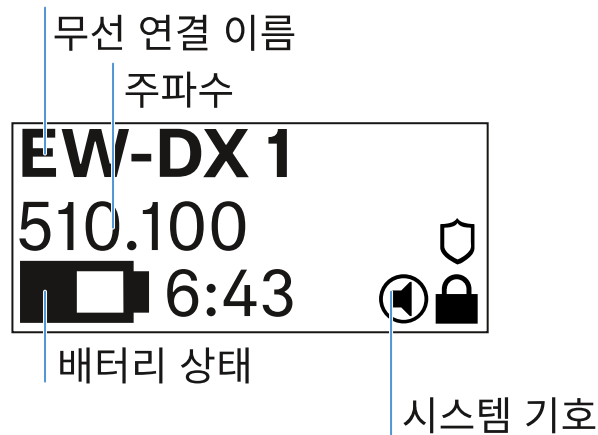 무선 연결 이름
주파수
EW-DX 1
510.100
6:43
배터리 상태
시스템 기호